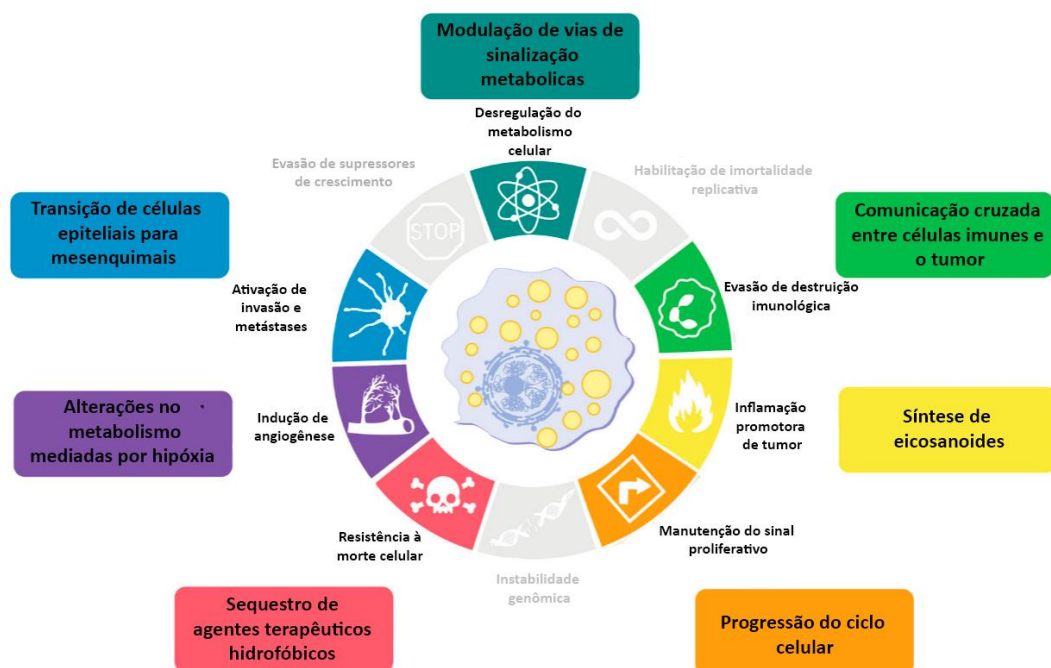 Modulação de vias de
sinalização
metabolicas
Desregulação do
metabolismo
celular
Evasão de supressores
de crescimento
Habilitação de imortalidade
replicativa
Transição de células
epiteliais para
mesenquimais
Comunicação cruzada
entre células imunes e
o tumor
Ativação de
invasão e
metástases
STOP
Evasão de destruição
imunológica
Alterações no
metabolismo
mediadas por hipóxia
Indução de
angiogênese
Inflamação
promotora
de tumor
Síntese de
eicosanoides
Resistência à
morte celular
Manutenção do sinal
proliferativo
Instabilidade
genômica
Sequestro de
agentes terapêuticos
hidrofóbicos
Progressão do ciclo
celular